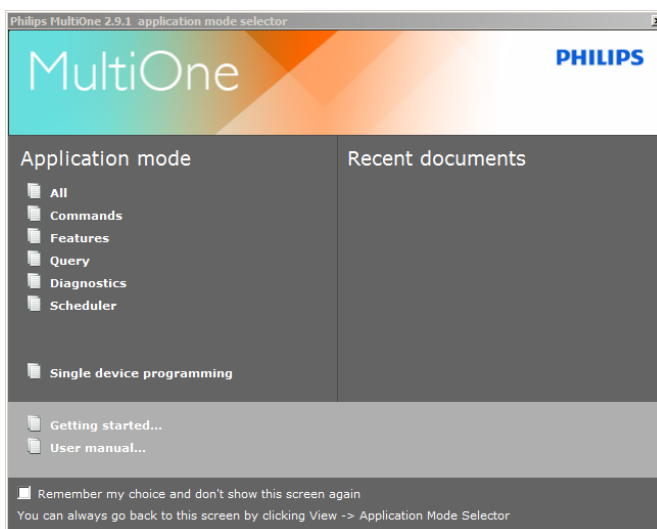 Philips MultiOne 2.9.1 application mode selector
MultiOne
PHILIPS
Application mode
All
Commands
Features
Query
Diagnostics
Scheduler
Single device programming
Recent documents
Getting started...
User manual...
Remember my choice and don't show this screen again
You can always go back to this screen by clicking View -> Application Mode Selector